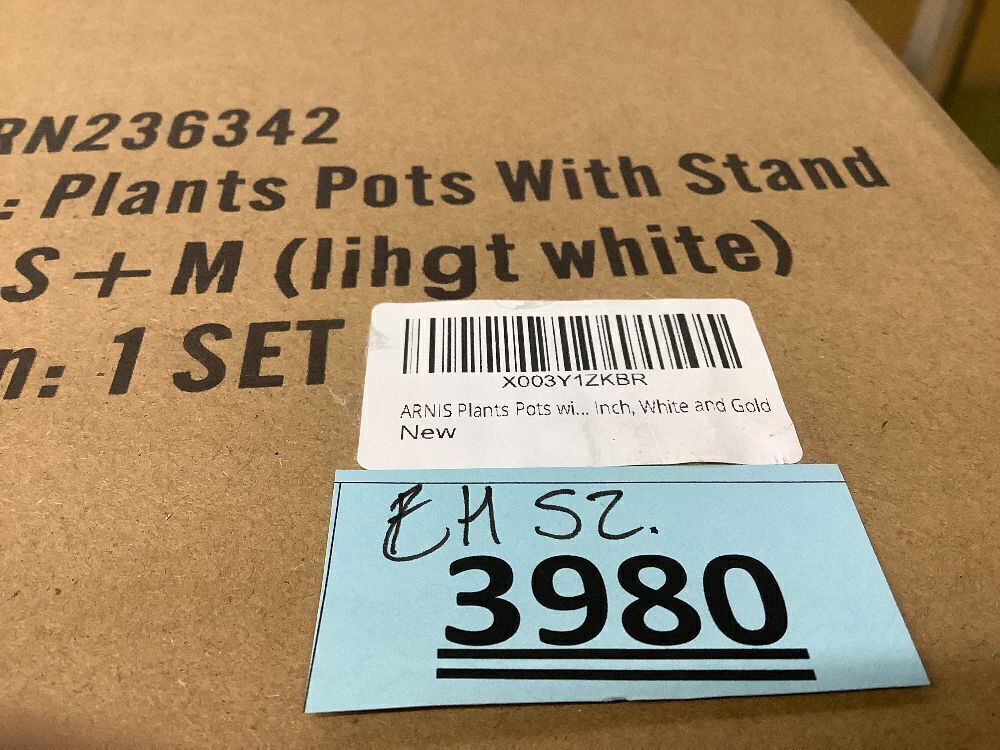 RN236342
: Plants Pots With Stand
S+M (lihgt white)
n: 1 SET
X003Y1ZKBR
ARNIS Plants Pots wi... Inch, White and Gold
New
EH SZ.
3980